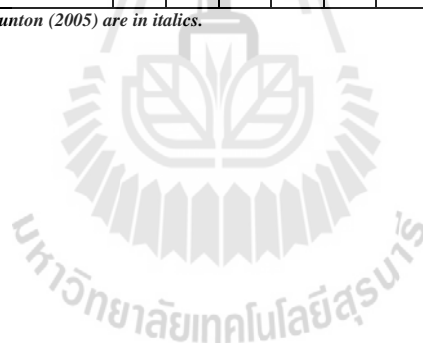 unton (2005) are in italics.
มหาวิทยาลัยเทคโนโลยีสุรนารี